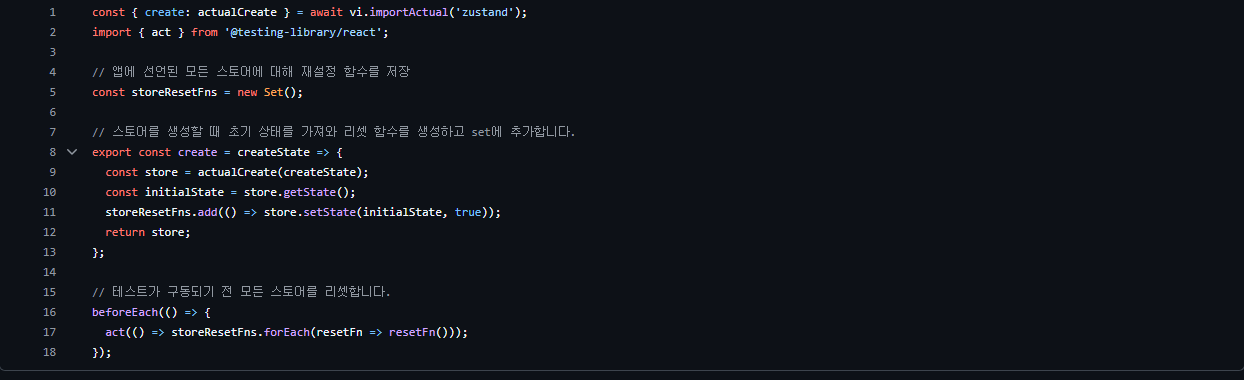 1 const { create: actualCreate } = await vi.importActual('zustand');
2 import { act } from '@testing-library/react';
3
4 // 앱에 선언된 모든 스토어에 대해 재설정 함수를 저장
5 const storeResetFns = new Set();
6
7 // 스토어를 생성할 때 초기 상태를 가져와 리셋 함수를 생성하고 set에 추가합니다.
8 export const create = createState => {
9 const store = actualCreate(createState);
10 const initialState = store.getState();
11 storeResetFns.add(() => store.setState(initialState, true));
12 return store;
13 };
14
15 // 테스트가 구동되기 전 모든 스토어를 리셋합니다.
16 beforeEach(() => {
17 act(() => storeResetFns.forEach(resetFn => resetFn()));
18 });